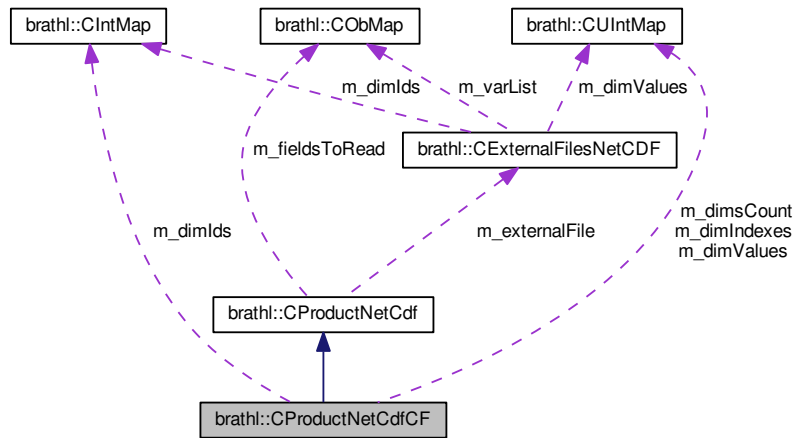 brathl::CIntMap
brathl::CObMap
brathl::CUIntMap
m_dimIds
m_varList
m_dimValues
m_fieldsToRead
brathl::CExternalFilesNetCDF
m_dimIds
m_externalFile
m_dimsCount
m_dimIndexes
m_dimValues
brathl::CProductNetCdf
brathl::CProductNetCdfCF